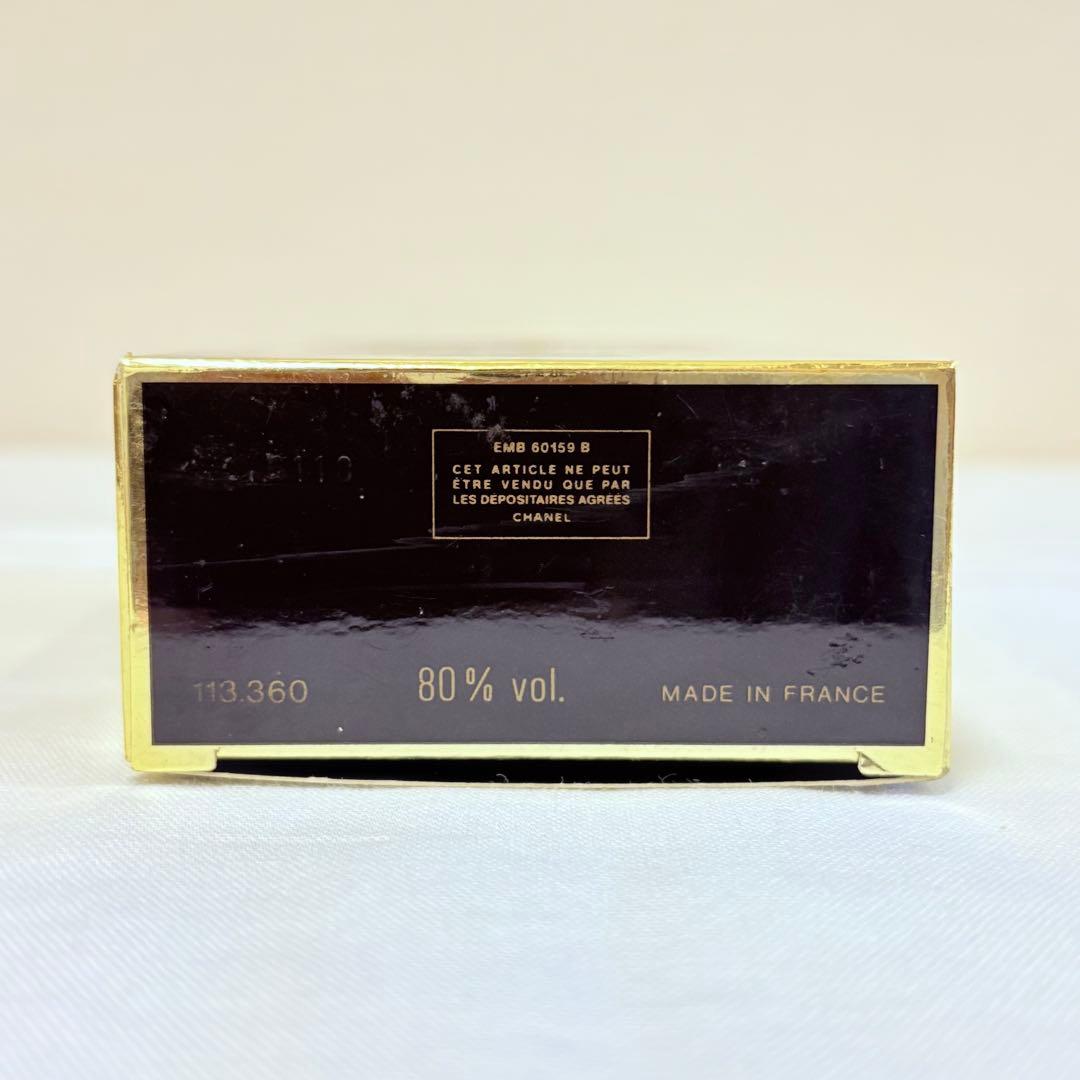 EMB 60159 B
CET ARTICLE NE PEUT
ÊTRE VENDU QUE PAR
LES DÉPOSITAIRES AGRÉÉS
CHANEL
113.360
80% vol.
MADE IN FRANCE